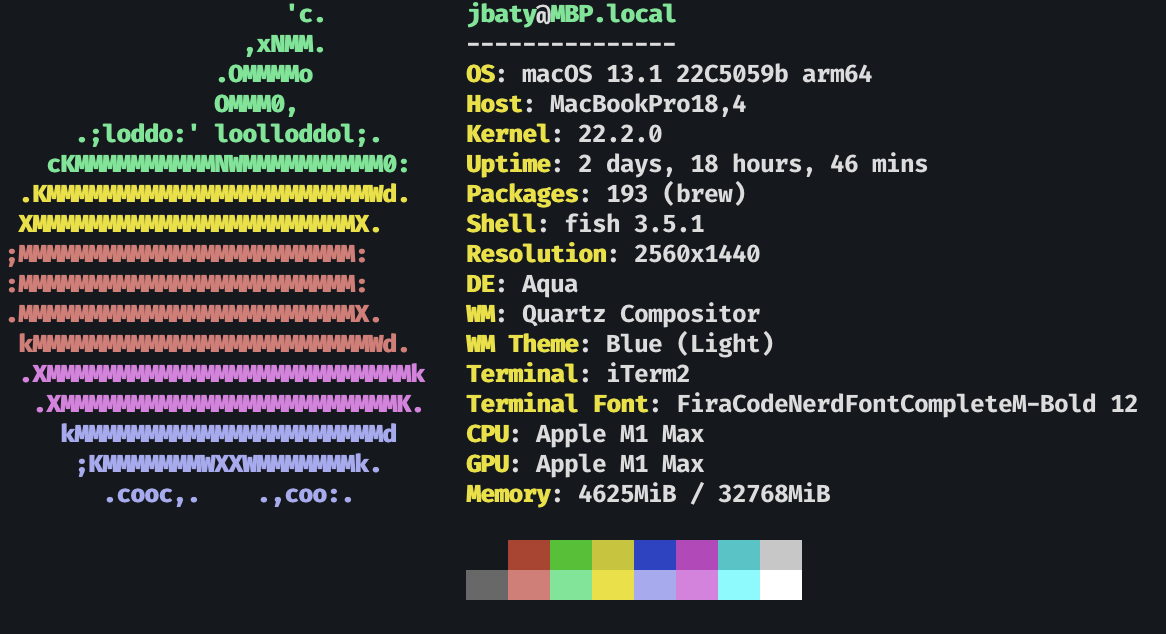 'c.
                 ,xNMM.
               .OMMMMo
               OMMM0,
     .;loddo:' loolloddol;.
   cKMMMMMMMMMMNWMMMMMMMMMM0:
 .KMMMMMMMMMMMMMMMMMMMMMMMWd.
 XMMMMMMMMMMMMMMMMMMMMMMMX.
;MMMMMMMMMMMMMMMMMMMMMMMM:
:MMMMMMMMMMMMMMMMMMMMMMMM:
.MMMMMMMMMMMMMMMMMMMMMMMMX.
 kMMMMMMMMMMMMMMMMMMMMMMMMWd.
 .XMMMMMMMMMMMMMMMMMMMMMMMMMMk
  .XMMMMMMMMMMMMMMMMMMMMMMMMK.
    kMMMMMMMMMMMMMMMMMMMMMMd
     ;KMMMMMMMWXXWMMMMMMMk.
       .cooc,.    .,coo:.
jbaty@MBP.local
---------------
OS: macOS 13.1 22C5059b arm64
Host: MacBookPro18,4
Kernel: 22.2.0
Uptime: 2 days, 18 hours, 46 mins
Packages: 193 (brew)
Shell: fish 3.5.1
Resolution: 2560x1440
DE: Aqua
WM: Quartz Compositor
WM Theme: Blue (Light)
Terminal: iTerm2
Terminal Font: FiraCodeNerdFontCompleteM-Bold 12
CPU: Apple M1 Max
GPU: Apple M1 Max
Memory: 4625MiB / 32768MiB